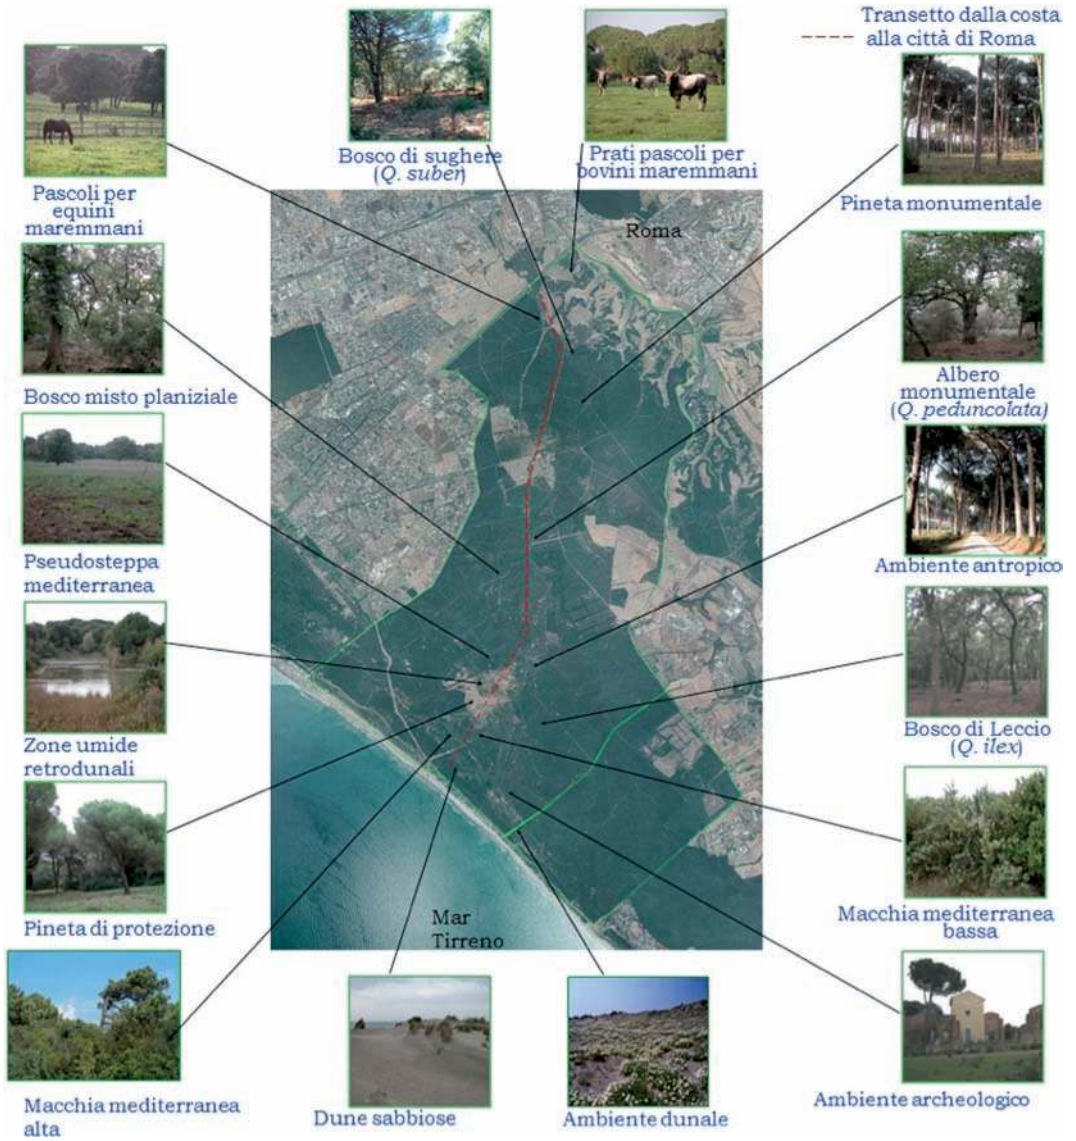 Transetto dalla costa
alla città di Roma
Bosco di sughere
(Q. suber)
Prati pascoli per
bovini maremmani
Pascoli per
equini
maremmani
Pineta monumentale
Roma
Bosco misto planiziale
Albero
monumentale
(Q. peduncolata)
Pseudosteppa
mediterranea
Ambiente antropico
Zone umide
retrodunali
Bosco di Leccio
(Q. ilex)
Pineta di protezione
Macchia mediterranea
bassa
Mar
Tirreno
Macchia mediterranea
alta
Dune sabbiose
Ambiente dunale
Ambiente archeologico